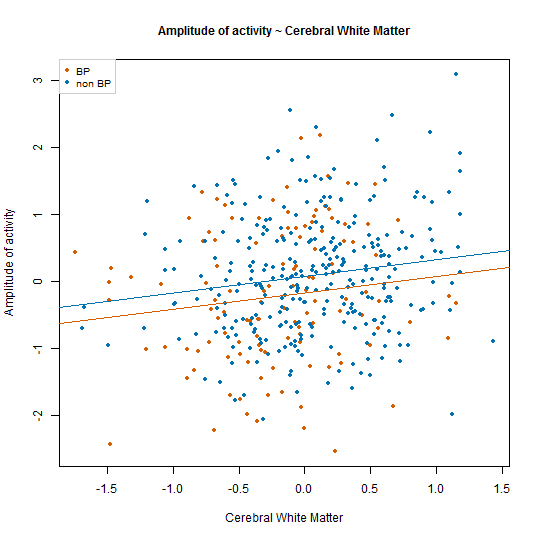 Amplitude of activity ~ Cerebral White Matter
BP
non BP
3
2
1
0
-1
-2
Amplitude of activity
-1.5 -1.0 -0.5 0.0 0.5 1.0 1.5
Cerebral White Matter